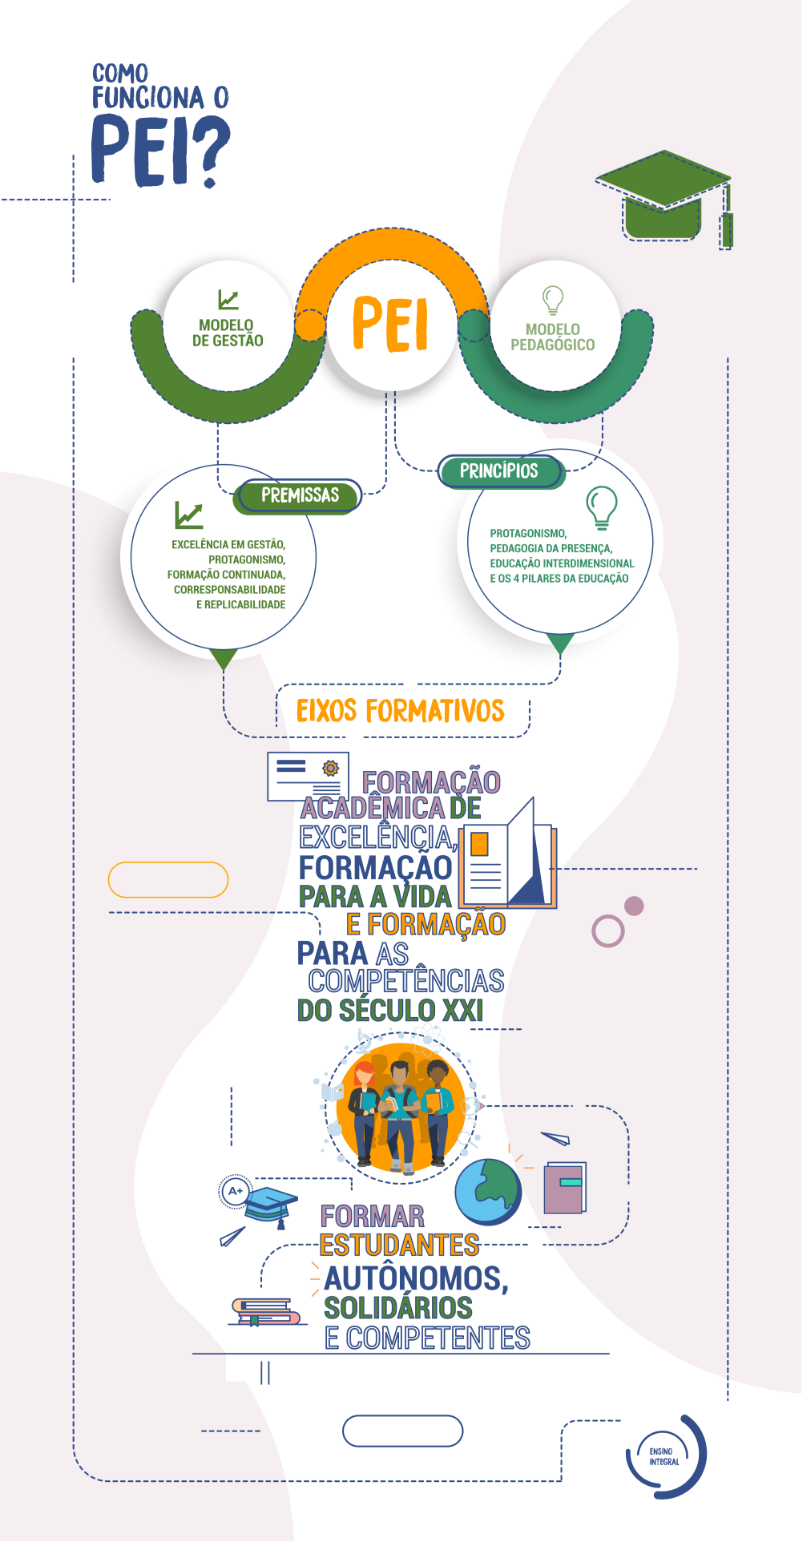 COMO
FUNCIONA O
PEI?
MODELO
DE GESTÃO
PEI
MODELO
PEDAGÓGICO
PREMISSAS
EXCELÊNCIA EM GESTÃO,
PROTAGONISMO,
FORMAÇÃO CONTINUADA,
CORRESPONSABILIDADE
E REPLICABILIDADE
PRINCÍPIOS
PROTAGONISMO,
PEDAGOGIA DA PRESENÇA,
EDUCAÇÃO INTERDIMENSIONAL
E OS 4 PILARES DA EDUCAÇÃO
EIXOS FORMATIVOS
FORMAÇÃO
ACADÊMICA DE
EXCELÊNCIA,
FORMAÇÃO
PARA A VIDA
E FORMAÇÃO
PARA AS
COMPETÊNCIAS
DO SÉCULO XXI
A+
FORMAR
ESTUDANTES
AUTÔNOMOS,
SOLIDÁRIOS
E COMPETENTES
ENSINO
INTEGRAL